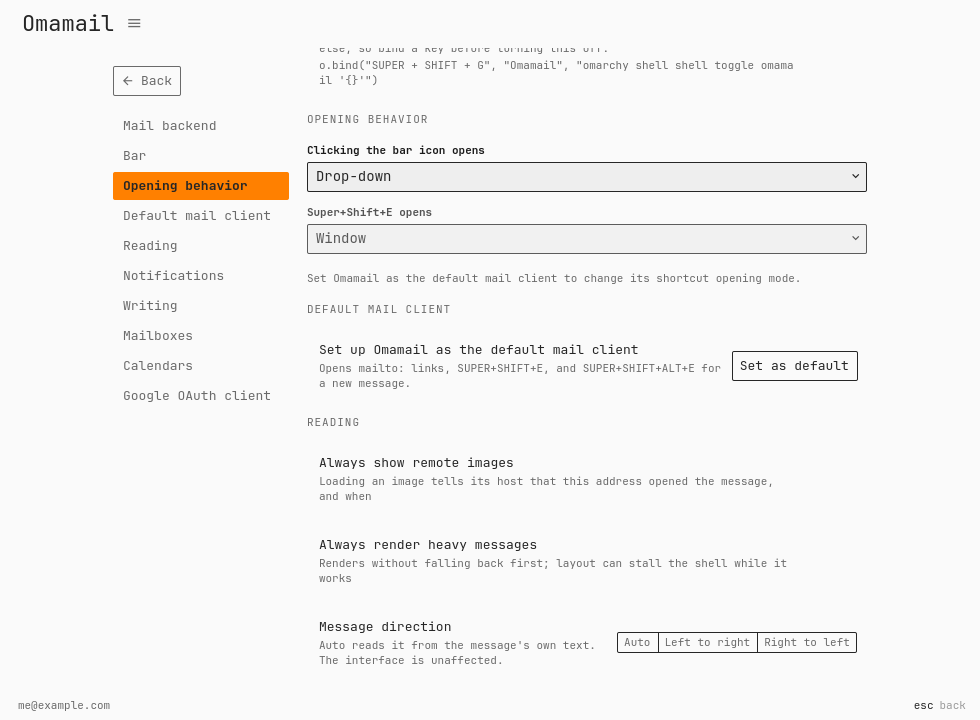 Omamail
← Back
Mail backend
Bar
Opening behavior
Default mail client
Reading
Notifications
Writing
Mailboxes
Calendars
Google OAuth client
else, so bind a key before turning this off.
o.bind("SUPER + SHIFT + G", "Omamail", "omarchy shell shell toggle omama
il '{}'")
OPENING BEHAVIOR
Clicking the bar icon opens
Drop-down
Super+Shift+E opens
Window
Set Omamail as the default mail client to change its shortcut opening mode.
DEFAULT MAIL CLIENT
Set up Omamail as the default mail client
Opens mailto: links, SUPER+SHIFT+E, and SUPER+SHIFT+ALT+E for
a new message.
Set as default
READING
Always show remote images
Loading an image tells its host that this address opened the message,
and when
Always render heavy messages
Renders without falling back first; layout can stall the shell while it
works
Message direction
Auto reads it from the message's own text.
The interface is unaffected.
Auto Left to right Right to left
me@example.com
esc back